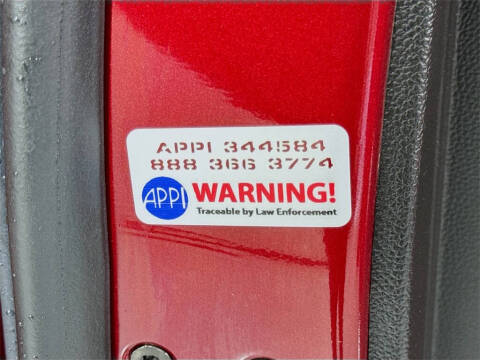 APPI 344584
888 366 3774
APPI WARNING!
Traceable by Law Enforcement